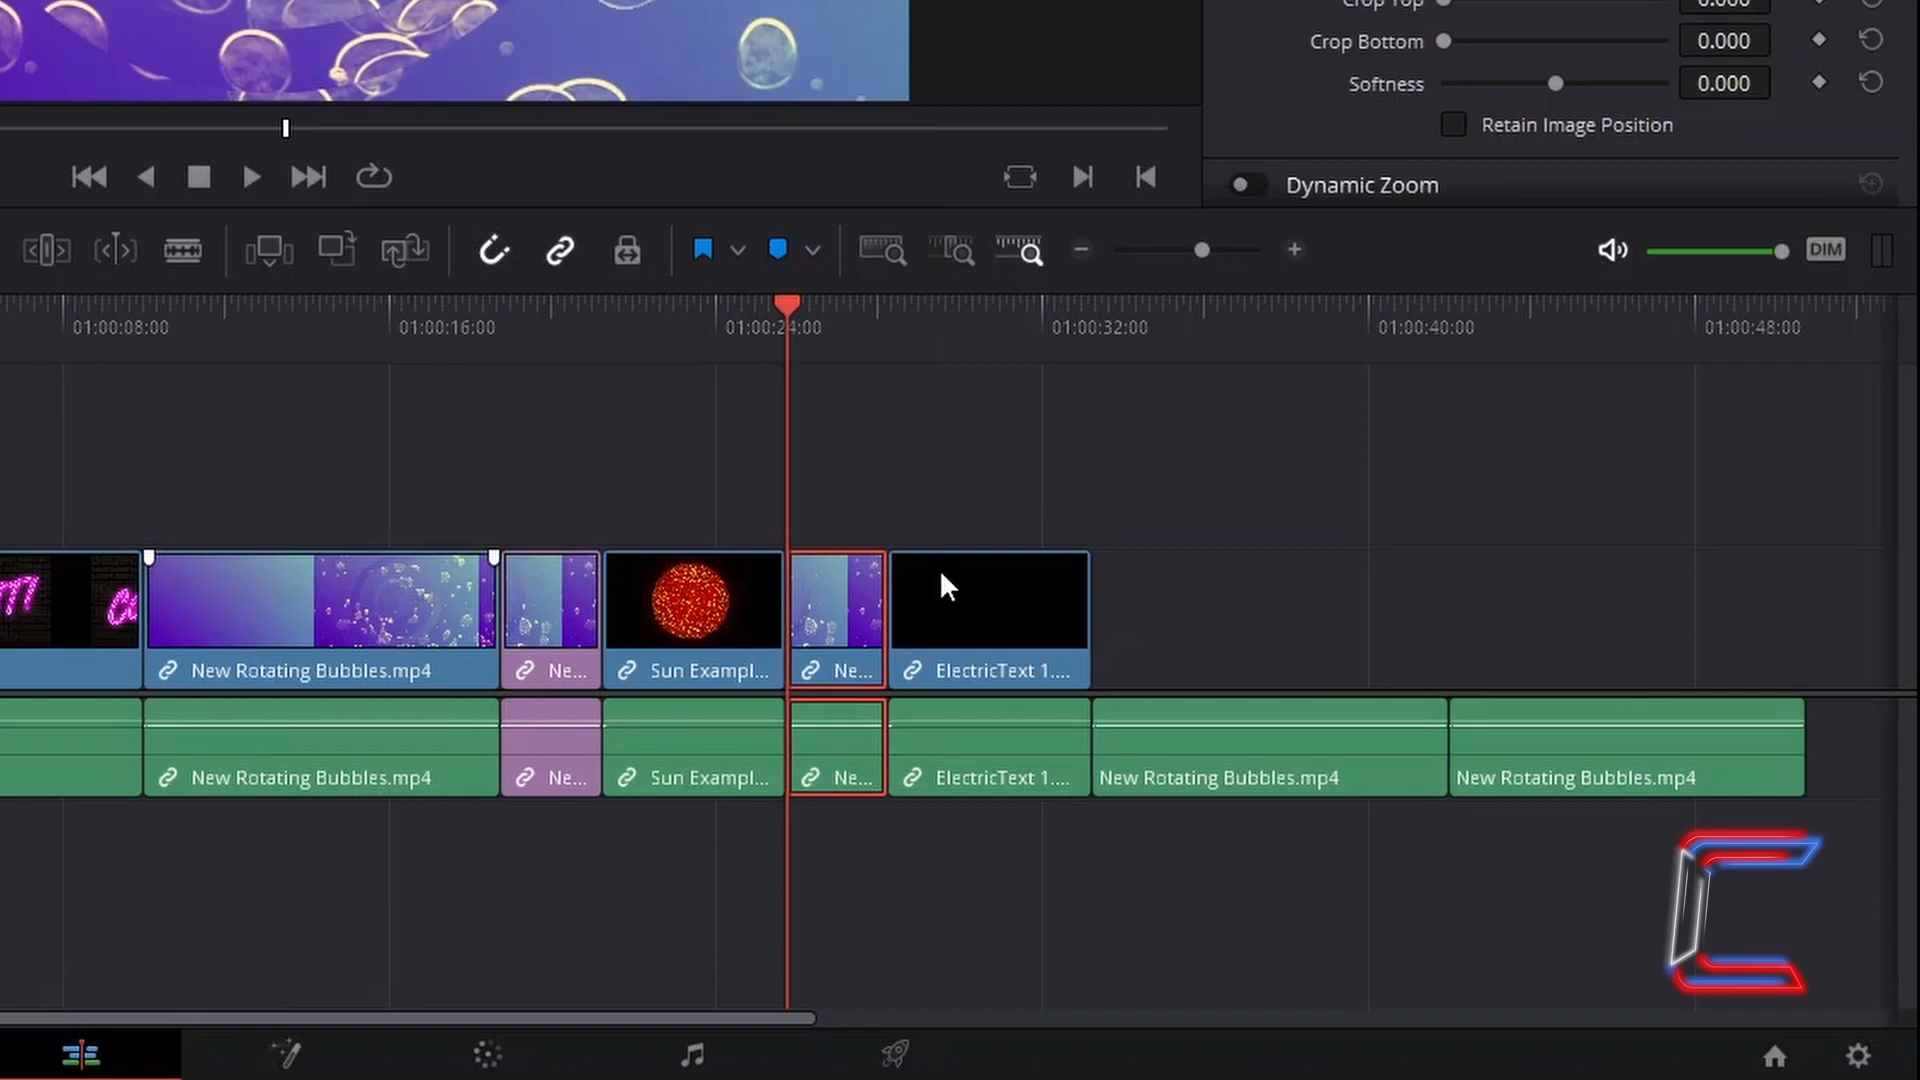 Crop Top 0.000
Crop Bottom 0.000
Softness 0.000
Retain Image Position
Dynamic Zoom
DIM
01:00:08:00 01:00:16:00 01:00:24:00 01:00:32:00 01:00:40:00 01:00:48:00
New Rotating Bubbles.mp4 Ne... Sun Exampl... Ne... ElectricText 1....
New Rotating Bubbles.mp4 Ne... Sun Exampl... Ne... ElectricText 1.... New Rotating Bubbles.mp4 New Rotating Bubbles.mp4